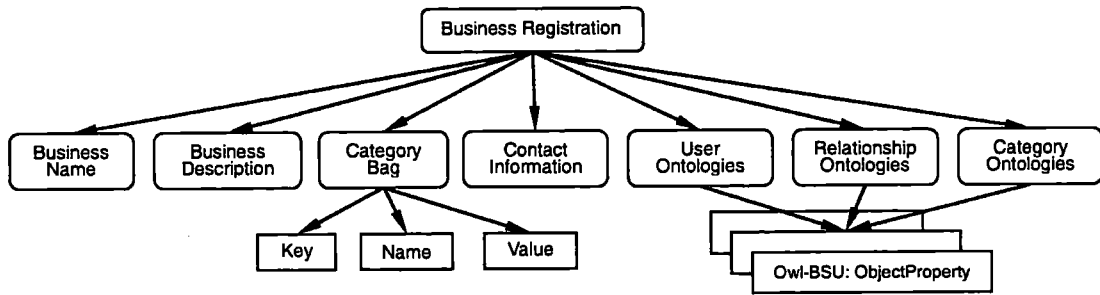 Business Registration
Business
Name
Business
Description
Category
Bag
Contact
Information
User
Ontologies
Relationship
Ontologies
Category
Ontologies
Key
Name
Value
Owl-BSU: ObjectProperty